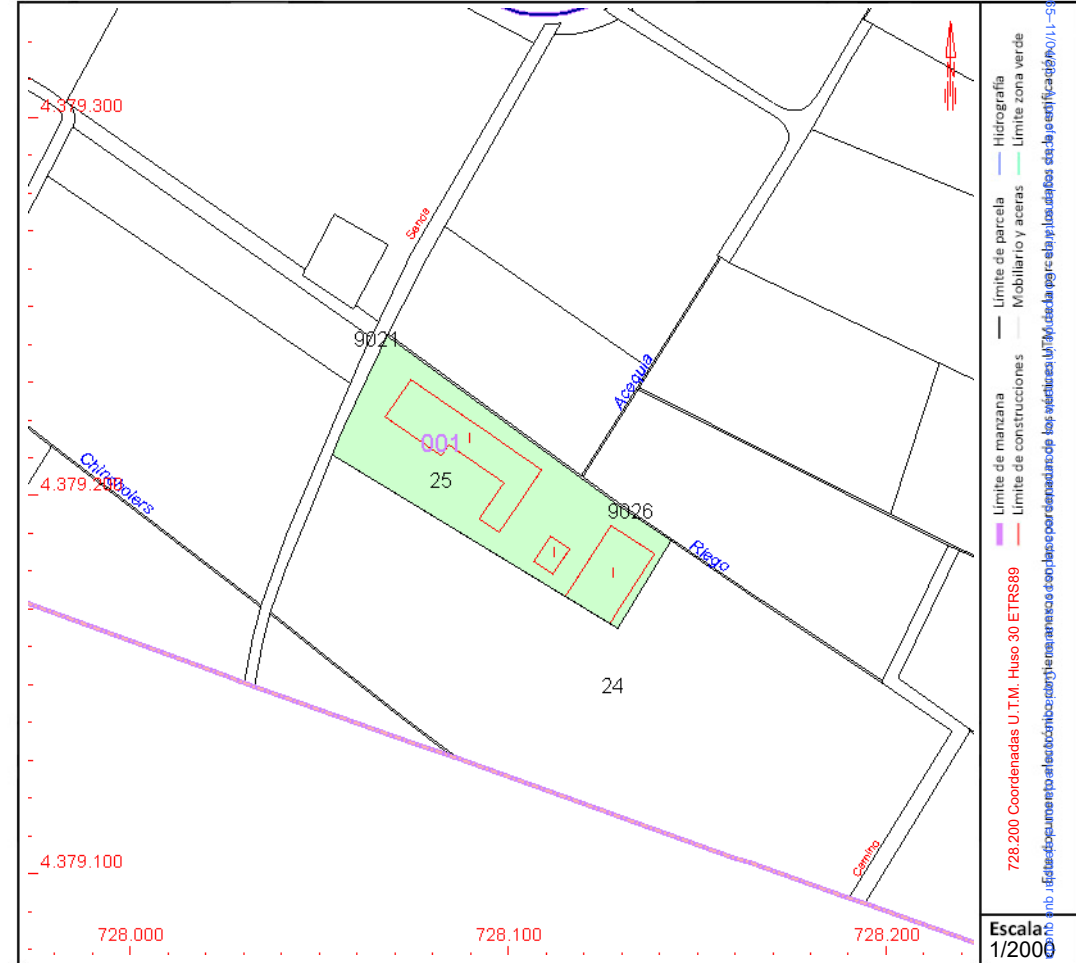 4.379.300
Senda
9021
Acequia
001
I
25
Chincholers
4.379.200
9026
I
I
Riego
24
4.379.100
Camino
728.000
728.100
728.200
Hidrografía
Límite zona verde
Límite de parcela
Mobiliario y aceras
Límite de manzana
Límite de construcciones
728.200 Coordenadas U.T.M. Huso 30 ETRS89
Escala:
1/2000